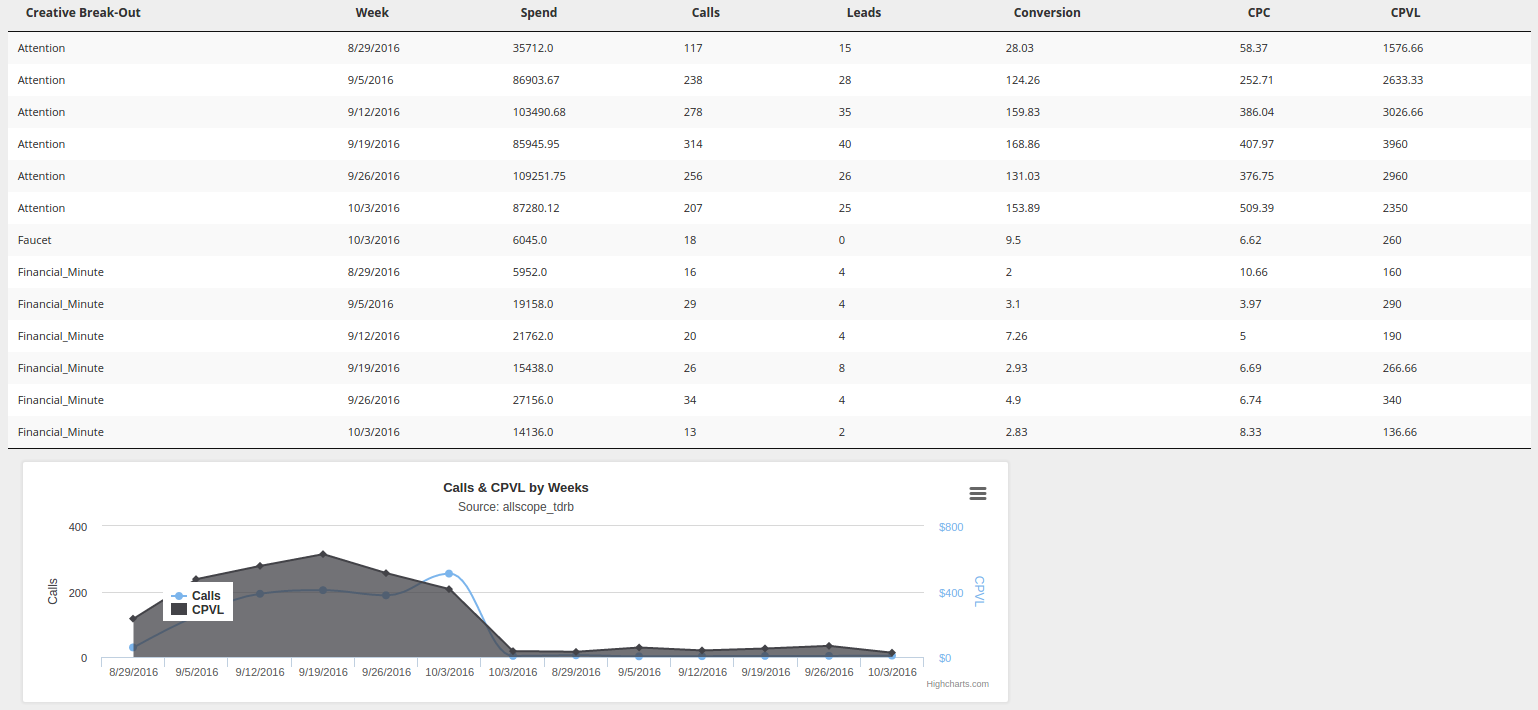 Creative Break-Out Week Spend Calls Leads Conversion CPC CPVL
Attention 8/29/2016 35712.0 117 15 28.03 58.37 1576.66
Attention 9/5/2016 86903.67 238 28 124.26 252.71 2633.33
Attention 9/12/2016 103490.68 278 35 159.83 386.04 3026.66
Attention 9/19/2016 85945.95 314 40 168.86 407.97 3960
Attention 9/26/2016 109251.75 256 26 131.03 376.75 2960
Attention 10/3/2016 87280.12 207 25 153.89 509.39 2350
Faucet 10/3/2016 6045.0 18 0 9.5 6.62 260
Financial_Minute 8/29/2016 5952.0 16 4 2 10.66 160
Financial_Minute 9/5/2016 19158.0 29 4 3.1 3.97 290
Financial_Minute 9/12/2016 21762.0 20 4 7.26 5 190
Financial_Minute 9/19/2016 15438.0 26 8 2.93 6.69 266.66
Financial_Minute 9/26/2016 27156.0 34 4 4.9 6.74 340
Financial_Minute 10/3/2016 14136.0 13 2 2.83 8.33 136.66
Calls & CPVL by Weeks
Source: allscope_tdrb
400 $800
Calls
200 $400
CPVL
Calls
CPVL
0 $0
8/29/2016 9/5/2016 9/12/2016 9/19/2016 9/26/2016 10/3/2016 10/3/2016 8/29/2016 9/5/2016 9/12/2016 9/19/2016 9/26/2016 10/3/2016
Highcharts.com